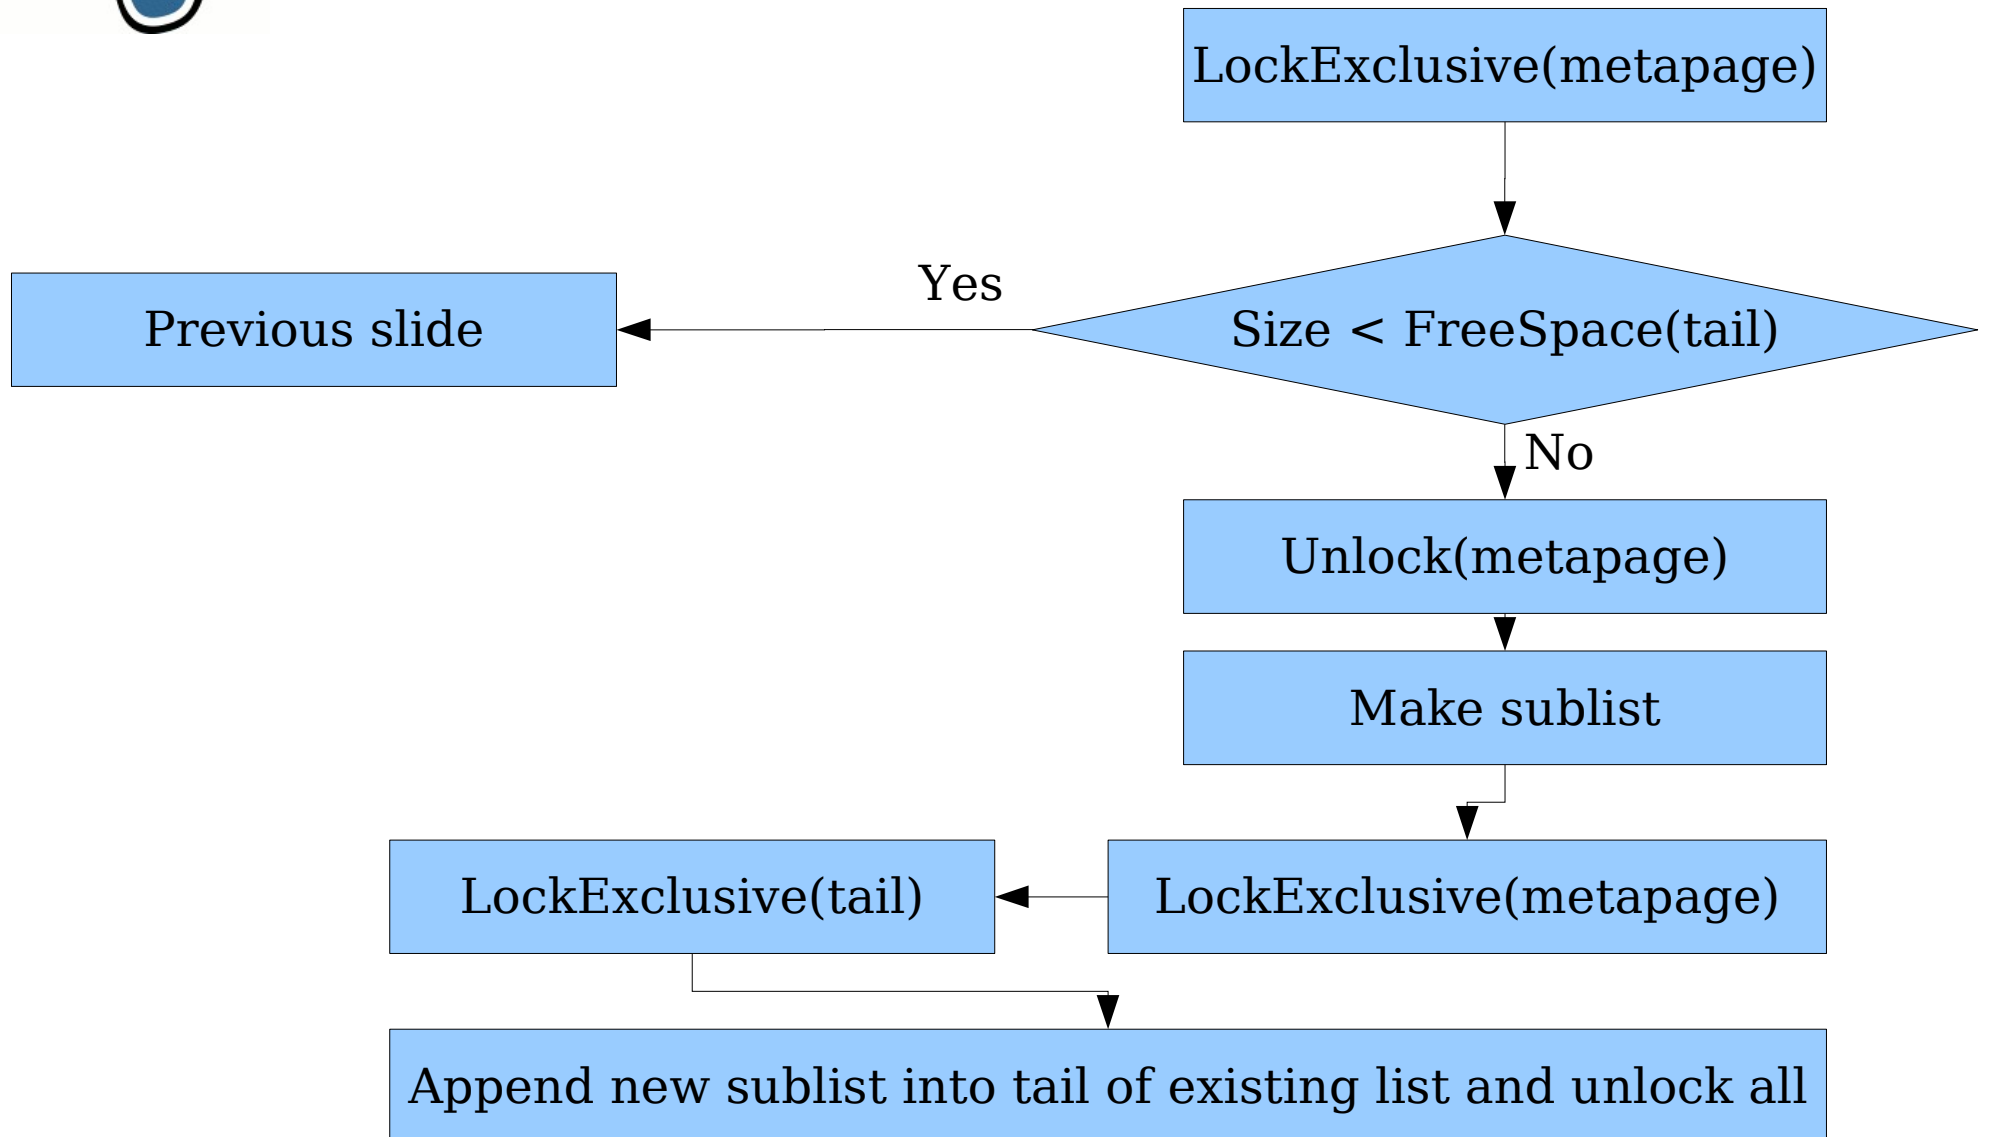 LockExclusive(metapage)
Yes
Previous slide
Size < FreeSpace(tail)
No
Unlock(metapage)
Make sublist
LockExclusive(tail)
LockExclusive(metapage)
Append new sublist into tail of existing list and unlock all